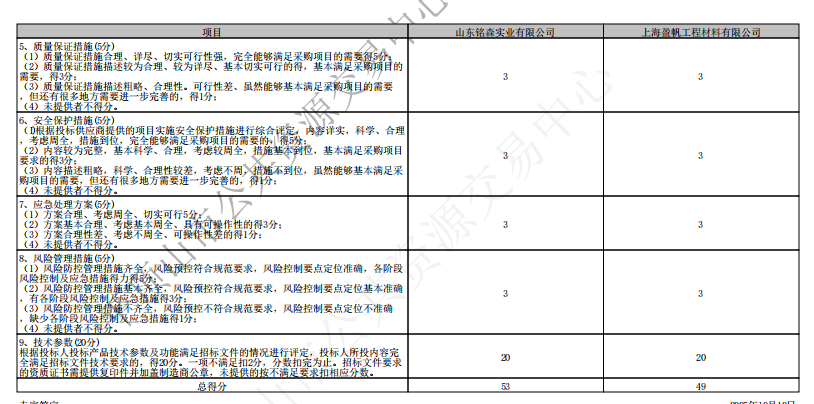 项目 山东铭森实业有限公司 上海盈帆工程材料有限公司
5、质量保证措施(5分)
(1)质量保证措施合理、详尽、切实可行性强，完全能够满足采购项目的需要得5分；
(2)质量保证措施描述较为合理、较为详尽、基本切实可行的得，基本满足采购项目的
需要，得3分；
(3)质量保证措施描述粗略、合理性。可行性差、虽然能够基本满足采购项目的需要
，但还有很多地方需要进一步完善的，得1分；
(4)未提供者不得分。
3 3
6、安全保护措施(5分)
(1)根据投标供应商提供的项目实施安全保护措施进行综合评定，内容详实，科学、合理
，考虑周全，措施到位，完全能够满足采购项目的需要的，得5分；
(2)内容较为完整，基本科学、合理，考虑较周全，措施基本到位，基本满足采购项目
要求的得3分；
(3)内容描述粗略，科学、合理性较差，考虑不周，措施不到位，虽然能够基本满足采
购项目的需要，但还有很多地方需要进一步完善的，得1分；
(4)未提供者不得分。
3 3
7、应急处理方案(5分)
(1)方案合理、考虑周全、切实可行5分；
(2)方案基本合理、考虑基本周全、具有可操作性的得3分；
(3)方案合理性差、考虑不周全、可操作性差的得1分；
(4)未提供者不得分。
3 3
8、风险管理措施(5分)
(1)风险防控管理措施齐全，风险预控符合规范要求，风险控制要点定位准确，各阶段
风险控制及应急措施得力得5分；
(2)风险防控管理措施基本齐全，风险预控符合规范要求，风险控制要点定位基本准确
，有各阶段风险控制及应急措施得3分；
(3)风险防控管理措施不齐全，风险预控不符合规范要求，风险控制要点定位不准确
，缺少各阶段风险控制及应急措施得1分；
(4)未提供者不得分。
3 3
9、技术参数(20分)
根据投标人投标产品技术参数及功能满足招标文件的情况进行评定，投标人所投内容完
全满足招标文件技术要求的，得20分。一项不满足扣2分，分数扣完为止。招标文件要求
的资质证书需提供复印件并加盖制造商公章，未提供的按不满足要求扣相应分数。
20 20
总得分 53 49
山市公共资源交易中心
公共资源交易中心